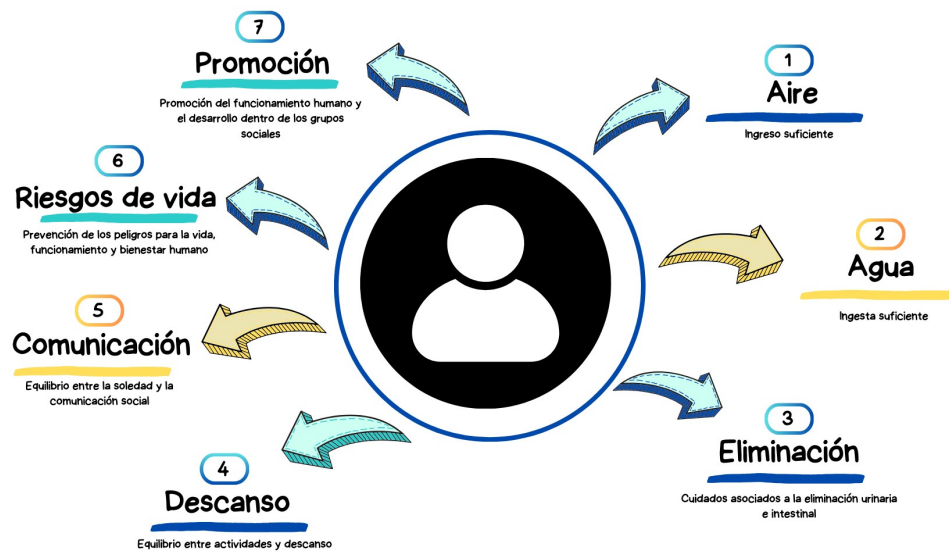 1
Aire
Ingreso suficiente
2
Agua
Ingesta suficiente
3
Eliminación
Cuidados asociados a la eliminación urinaria
e intestinal
4
Descanso
Equilibrio entre actividades y descanso
5
Comunicación
Equilibrio entre la soledad y la
comunicación social
6
Riesgos de vida
Prevención de los peligros para la vida,
funcionamiento y bienestar humano
7
Promoción
Promoción del funcionamiento humano y
el desarrollo dentro de los grupos
sociales